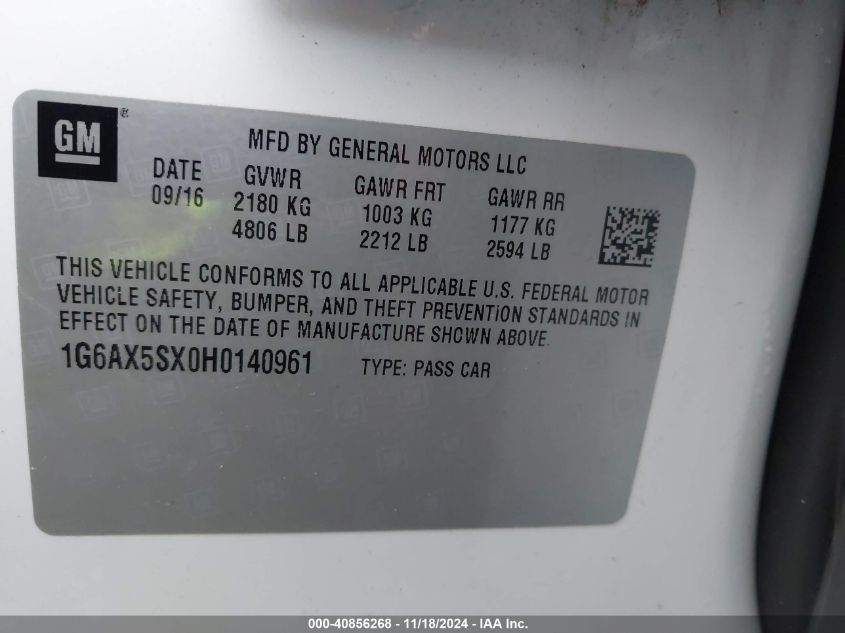 GM®
MFD BY GENERAL MOTORS LLC
DATE GVWR GAWR FRT GAWR RR
09/16 2180 KG 1003 KG 1177 KG
4806 LB 2212 LB 2594 LB
THIS VEHICLE CONFORMS TO ALL APPLICABLE U.S. FEDERAL MOTOR
VEHICLE SAFETY, BUMPER, AND THEFT PREVENTION STANDARDS IN
EFFECT ON THE DATE OF MANUFACTURE SHOWN ABOVE.
1G6AX5SX0H0140961 TYPE: PASS CAR
000-40856268 - 11/18/2024 - IAA Inc.